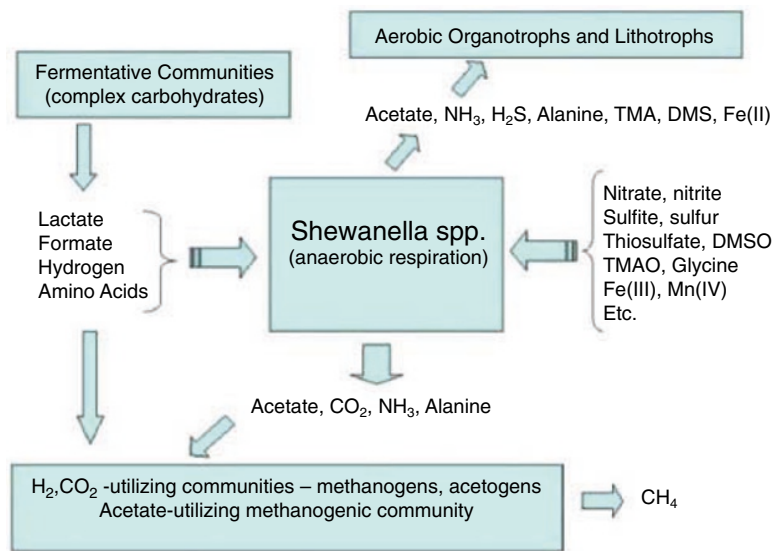 Aerobic Organotrophs and Lithotrophs
Fermentative Communities
(complex carbohydrates)
Acetate, NH₃, H₂S, Alanine, TMA, DMS, Fe(II)
Lactate
Formate
Hydrogen
Amino Acids
Shewanella spp.
(anaerobic respiration)
Nitrate, nitrite
Sulfite, sulfur
Thiosulfate, DMSO
TMAO, Glycine
Fe(III), Mn(IV)
Etc.
Acetate, CO₂, NH₃, Alanine
H₂,CO₂ -utilizing communities – methanogens, acetogens
Acetate-utilizing methanogenic community
CH₄